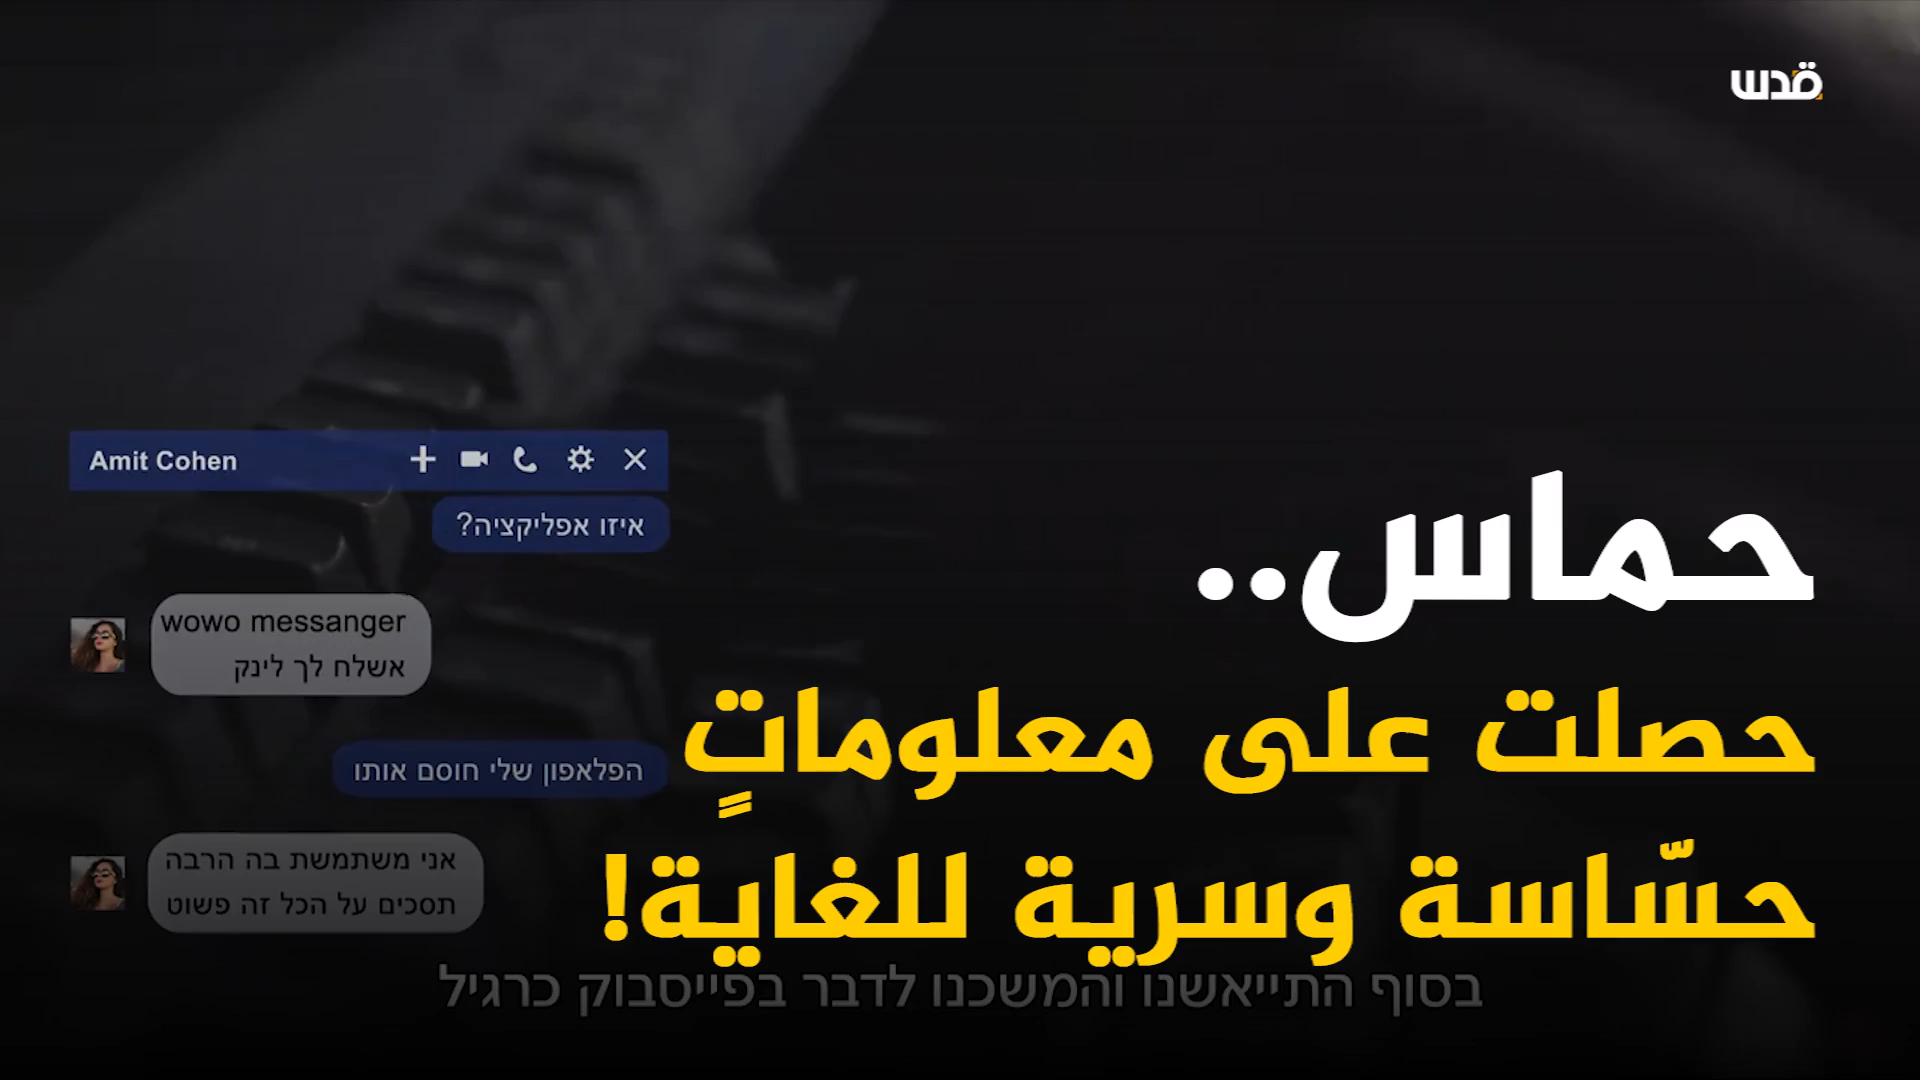 قدس
Amit Cohen
איזו אפליקציה?
wowo messanger
אשלח לך לינק
הפלאפון שלי חוסם אותו
אני משתמשת בה הרבה
תסכים על הכל זה פשוט
حماس..
حصلت على معلوماتٍ
حسّاسة وسرية للغاية!
בסוף התייאשנו והמשכנו לדבר בפייסבוק כרגיל